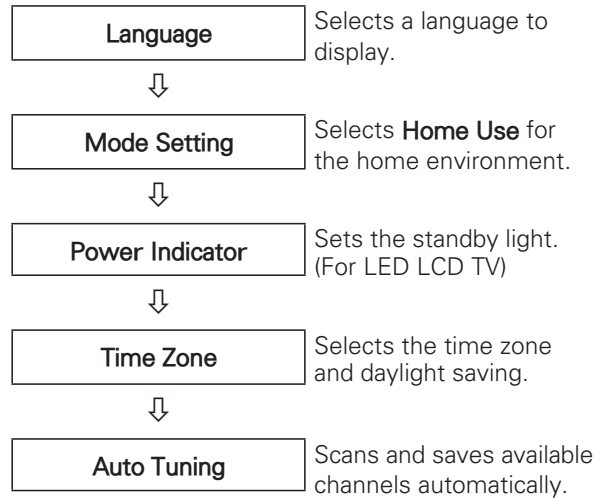 Language
Selects a language to
display.
⇩
Mode Setting
Selects Home Use for
the home environment.
⇩
Power Indicator
Sets the standby light.
(For LED LCD TV)
⇩
Time Zone
Selects the time zone
and daylight saving.
⇩
Auto Tuning
Scans and saves available
channels automatically.